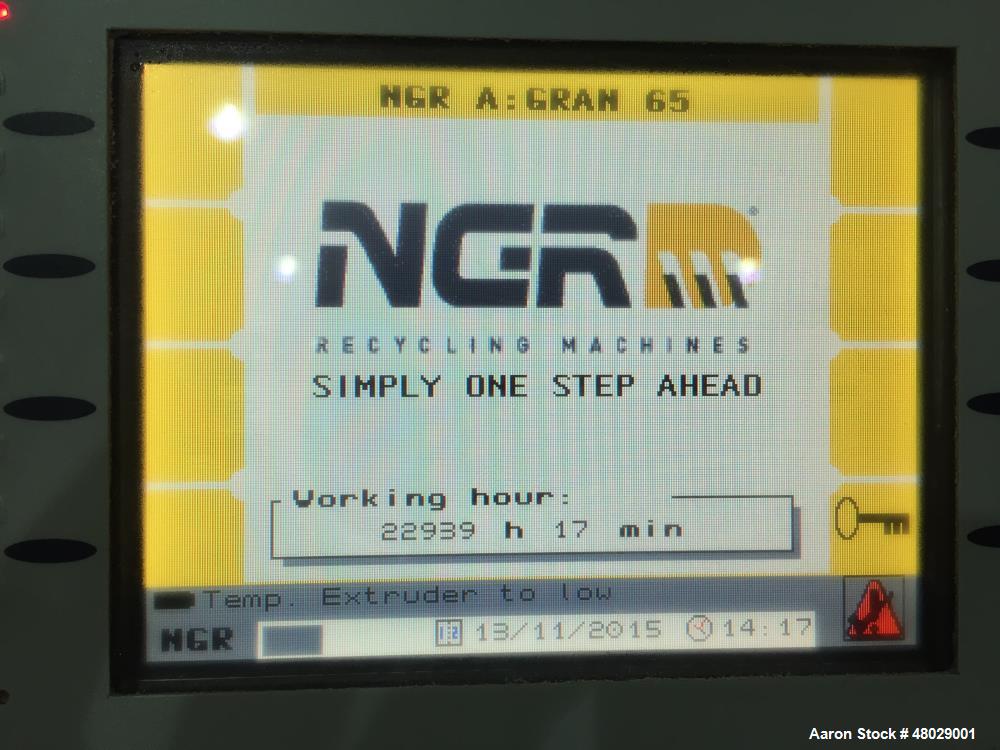 NGR A:GRAN 65
NGR
RECYCLING MACHINES
SIMPLY ONE STEP AHEAD
Working hour:
22939 h 17 min
Temp. Extruder to low
NGR 13/11/2015 14:17
Aaron Stock # 48029001